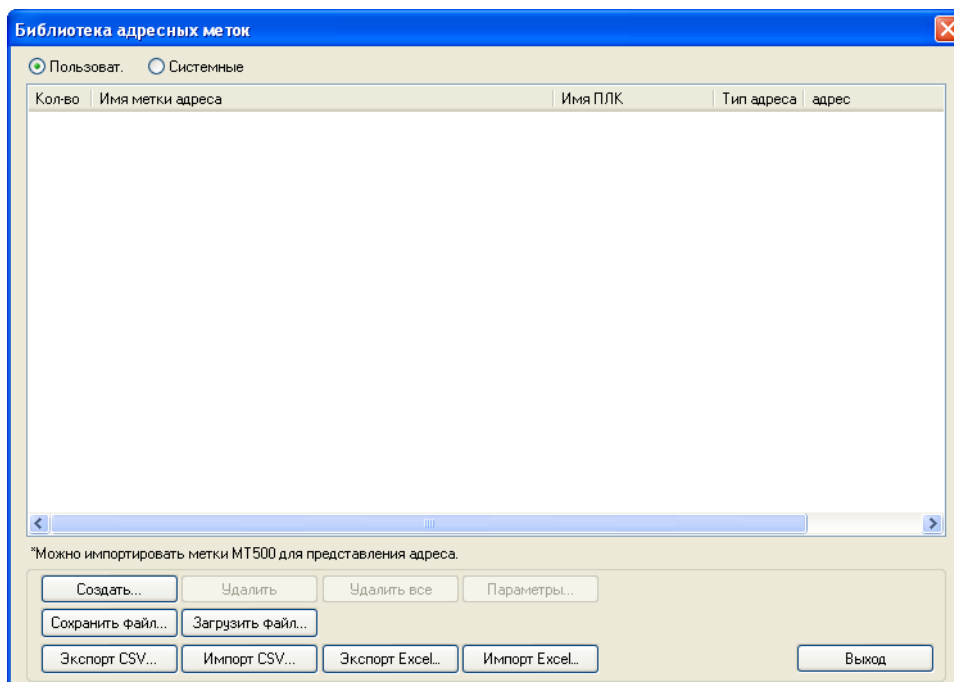 Библиотека адресных меток
Пользоват. Системные
Кол-во Имя метки адреса Имя ПЛК Тип адреса адрес
*Можно импортировать метки MT500 для представления адреса.
Создать... Удалить Удалить все Параметры...
Сохранить файл... Загрузить файл...
Экспорт CSV... Импорт CSV... Экспорт Excel... Импорт Excel... Выход